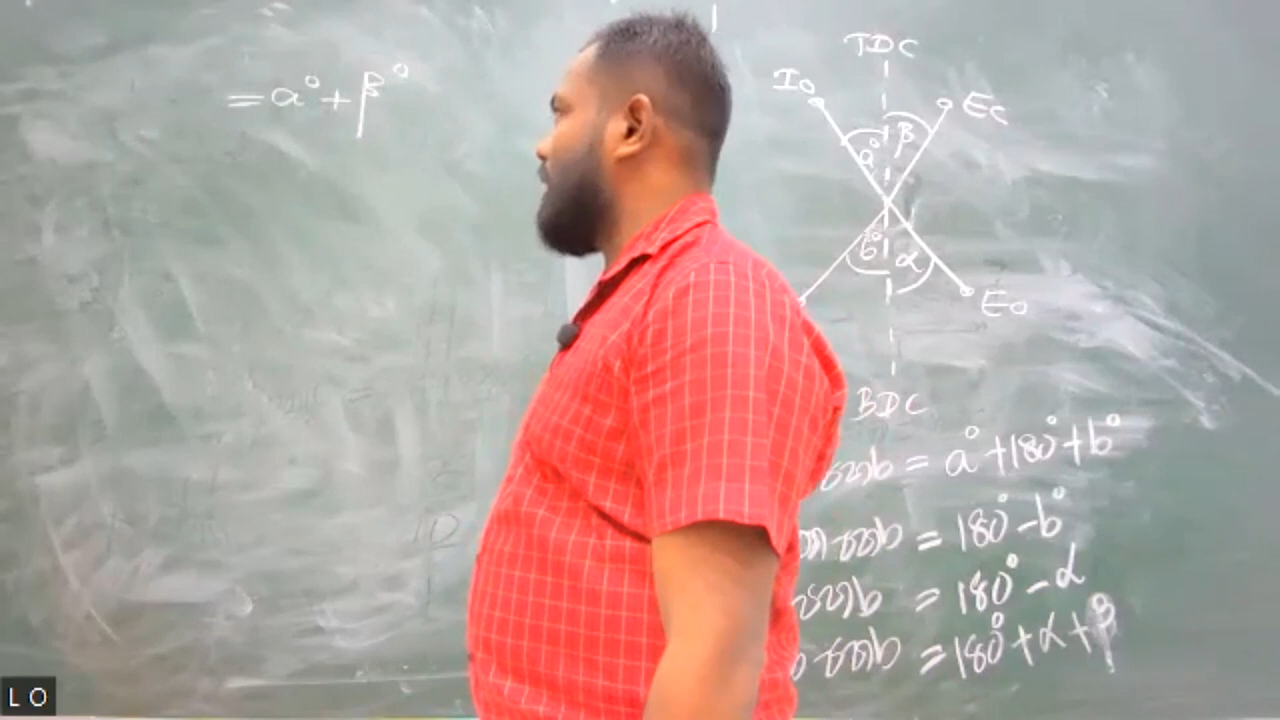 = a° + β°
TDC
IO
EC
a°
β
b°
α
EO
BDC
= a° + 180° + b°
= 180° - b°
= 180° - α
= 180° + α + β
LO